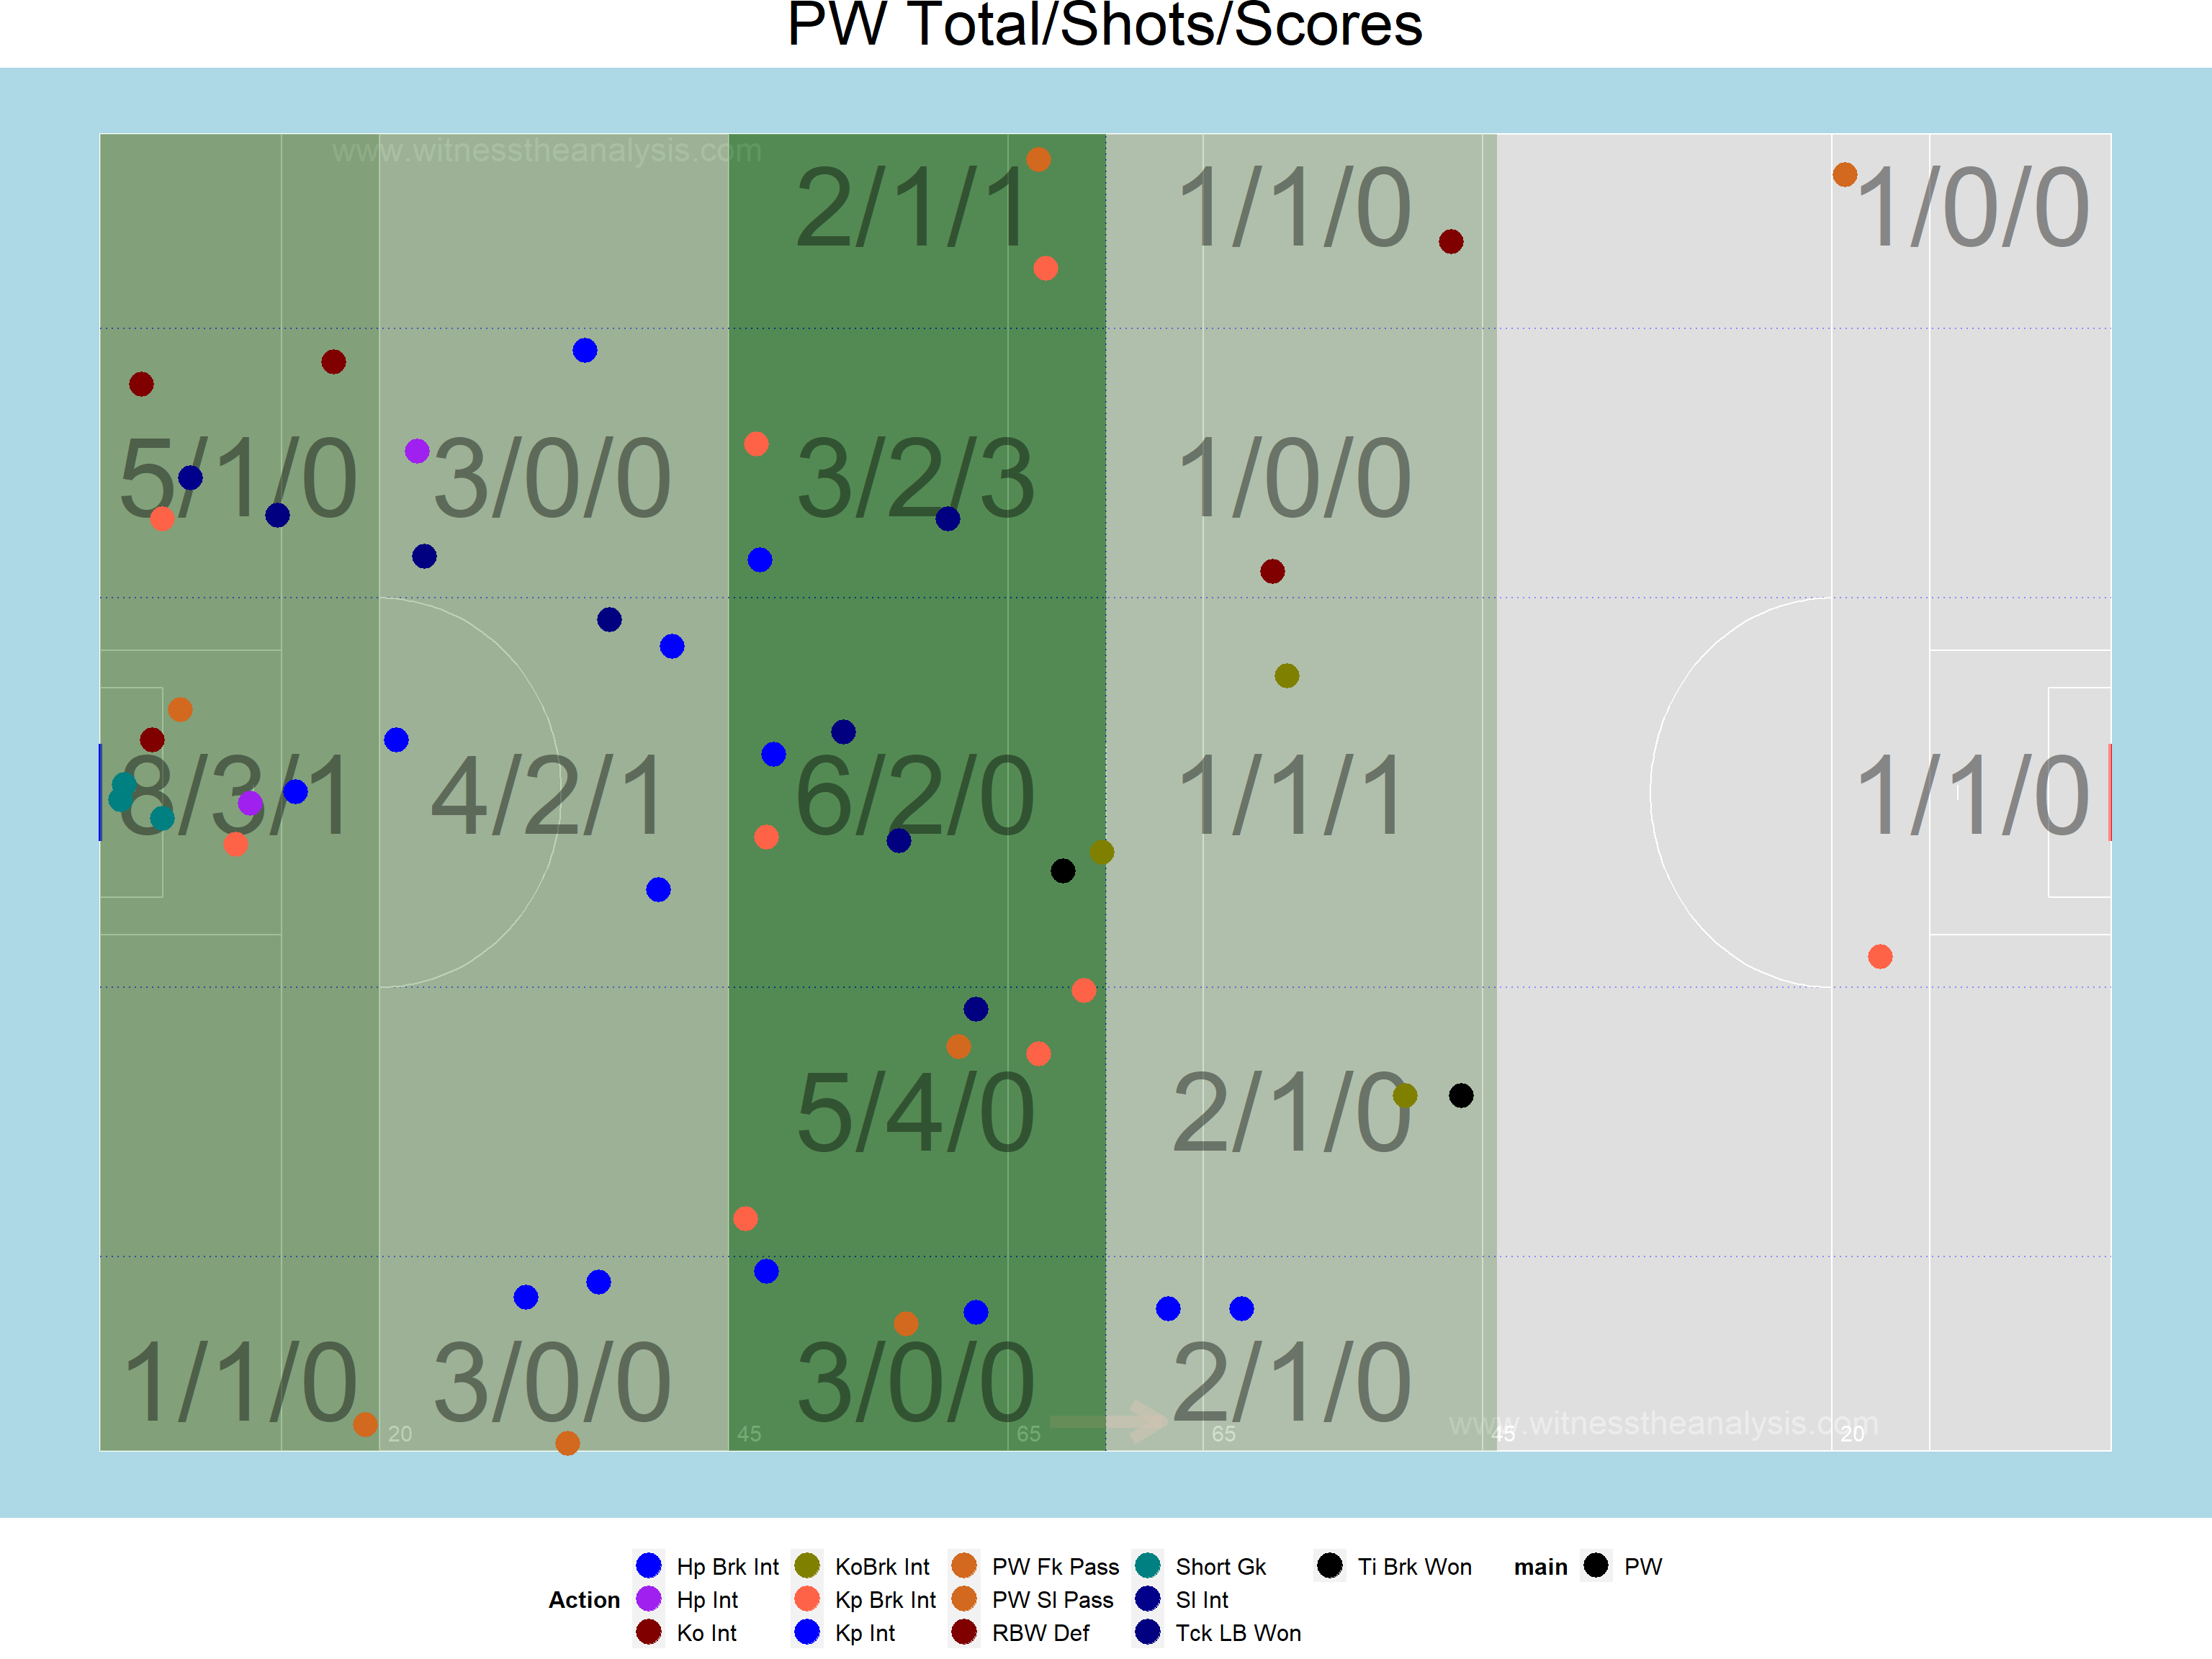 PW Total/Shots/Scores
www.witnesstheanalysis.com
2/1/1 1/1/0 1/0/0
5/1/0 3/0/0 3/2/3 1/0/0
8/3/1 4/2/1 6/2/0 1/1/1 1/1/0
5/4/0 2/1/0
1/1/0 3/0/0 3/0/0 2/1/0
www.witnesstheanalysis.com
20 45 65 65 45 20
Hp Brk Int KoBrk Int PW Fk Pass Short Gk Ti Brk Won main PW
Action Hp Int Kp Brk Int PW Sl Pass Sl Int
Ko Int Kp Int RBW Def Tck LB Won